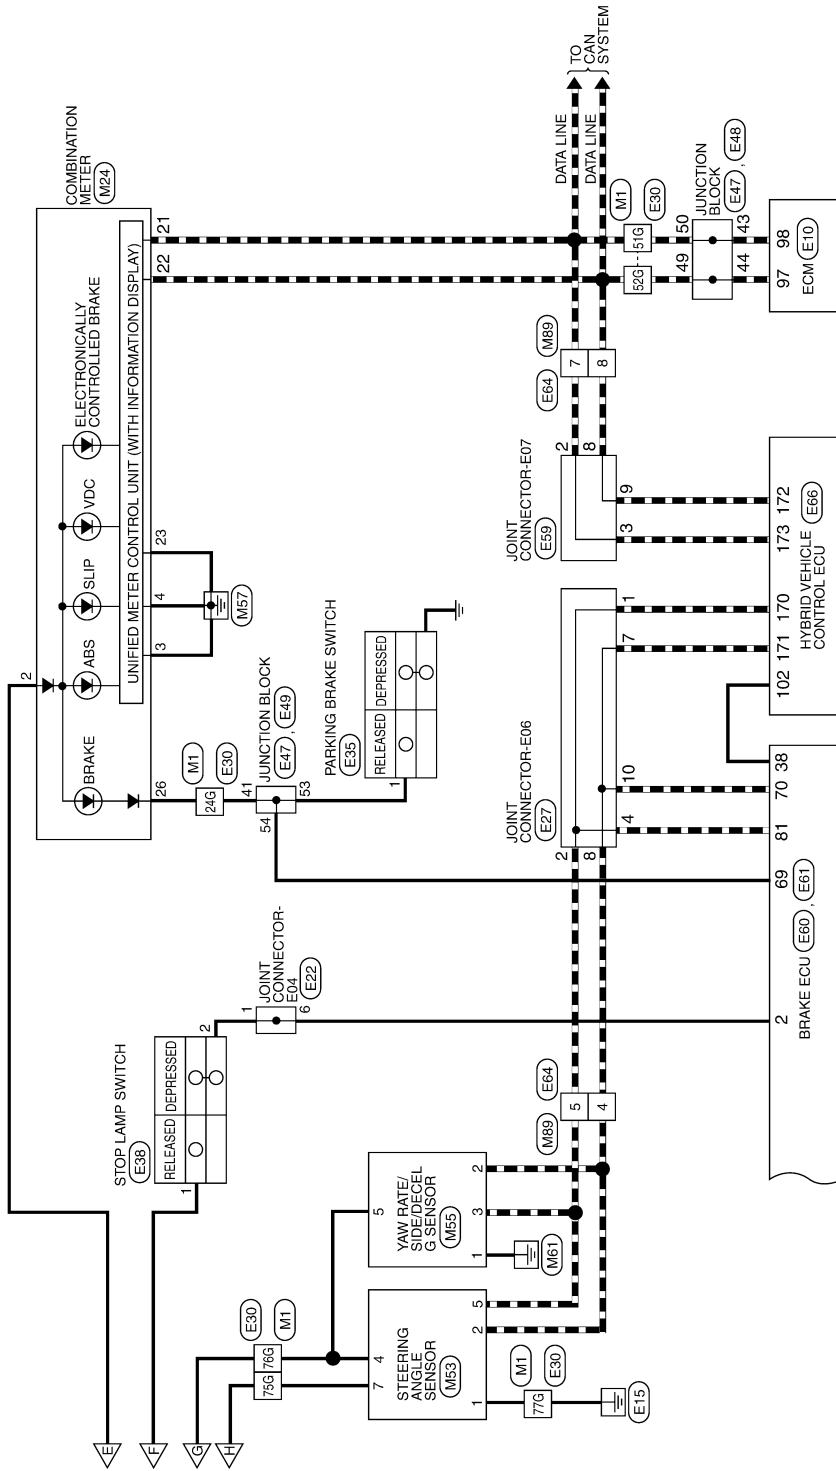 E
F
G
H
E30
M1
75G
76G
7
4
STEERING
ANGLE
SENSOR
M53
1
2
5
77G
M1
E30
E15
5
YAW RATE/
SIDE/DECEL
G SENSOR
M55
1
3
2
M61
STOP LAMP SWITCH
E38
RELEASED
DEPRESSED
1
2
M89
E64
5
4
1
JOINT
CONNECTOR-
E04
E22
6
2
BRAKE ECU
E60
,
E61
69
81
70
38
COMBINATION
METER
M24
2
BRAKE
ABS
SLIP
VDC
ELECTRONICALLY
CONTROLLED BRAKE
UNIFIED METER CONTROL UNIT (WITH INFORMATION DISPLAY)
26
3
4
23
22
21
M57
M1
E30
24G
41
54
53
JUNCTION BLOCK
E47
,
E49
PARKING BRAKE SWITCH
E35
RELEASED
DEPRESSED
1
JOINT
CONNECTOR-E06
E27
2
8
4
10
7
1
JOINT
CONNECTOR-E07
E59
2
8
3
9
102
171
170
173
172
HYBRID VEHICLE
CONTROL ECU
E66
E64
M89
7
8
DATA LINE
DATA LINE
TO
CAN
SYSTEM
M1
E30
52G
51G
49
50
JUNCTION
BLOCK
E47
,
E48
44
43
97
98
ECM
E10